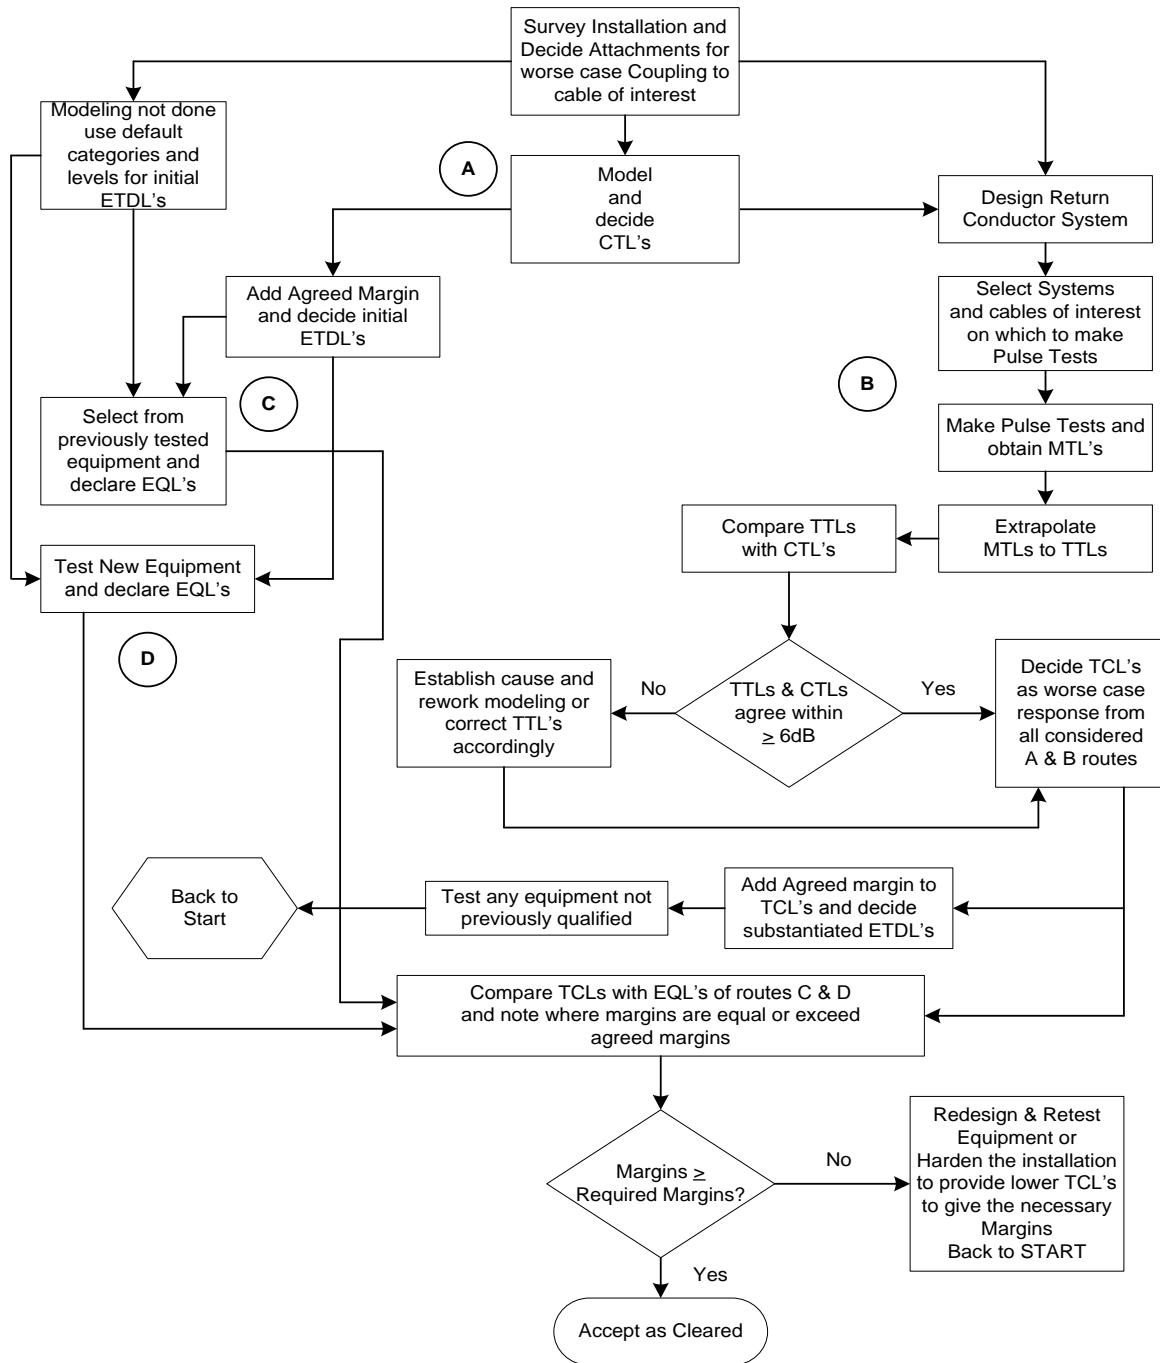 Survey Installation and
Decide Attachments for
worse case Coupling to
cable of interest
Modeling not done
use default
categories and
levels for initial
ETDL's
A
Model
and
decide
CTL's
Design Return
Conductor System
Add Agreed Margin
and decide initial
ETDL's
Select Systems
and cables of interest
on which to make
Pulse Tests
C
B
Select from
previously tested
equipment and
declare EQL's
Make Pulse Tests and
obtain MTL's
Compare TTLs
with CTL's
Extrapolate
MTLs to TTLs
Test New Equipment
and declare EQL's
D
Establish cause and
rework modeling or
correct TTL's
accordingly
No
TTLs & CTLs
agree within
≥ 6dB
Yes
Decide TCL's
as worse case
response from
all considered
A & B routes
Back to
Start
Test any equipment not
previously qualified
Add Agreed margin to
TCL's and decide
substantiated ETDL's
Compare TCLs with EQL's of routes C & D
and note where margins are equal or exceed
agreed margins
Margins ≥
Required Margins?
No
Redesign & Retest
Equipment or
Harden the installation
to provide lower TCL's
to give the necessary
Margins
Back to START
Yes
Accept as Cleared